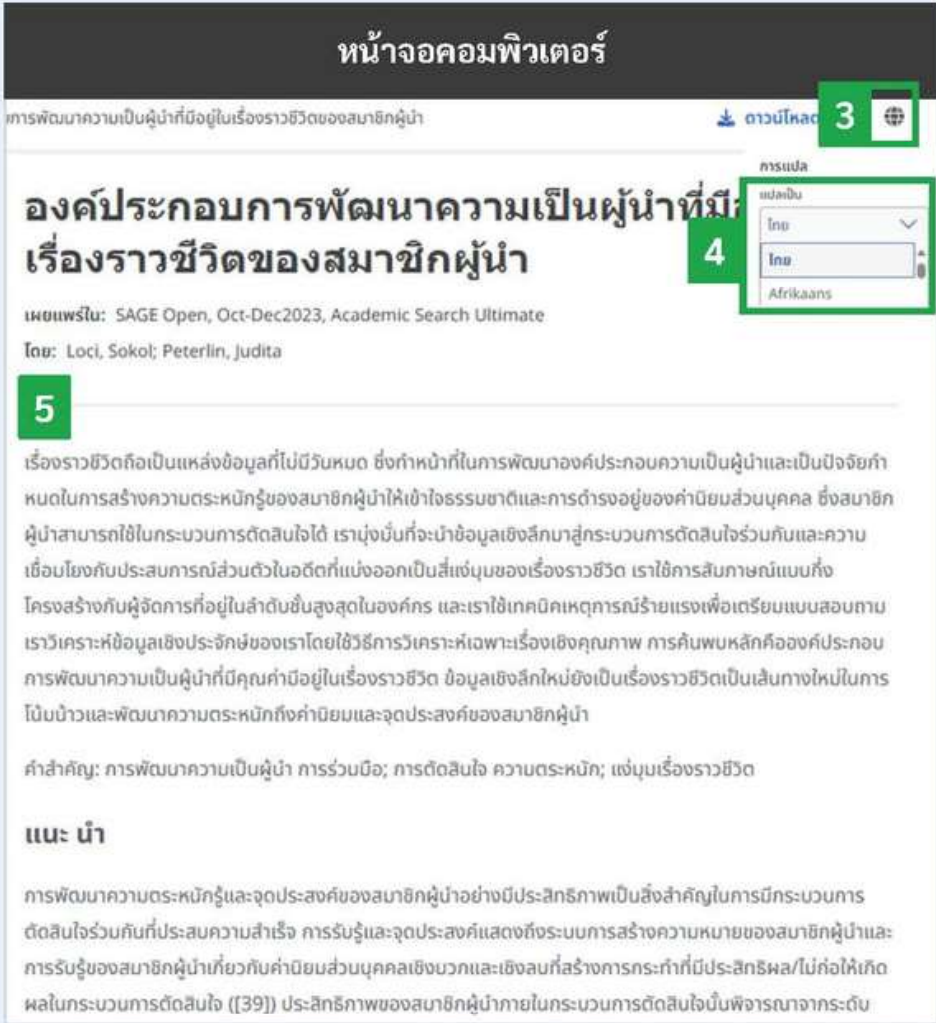 หน้าจอคอมพิวเตอร์
การพัฒนาความเป็นผู้นำที่มีอยู่ในเรื่องราวชีวิตของสมาชิกผู้นำ
ดาวน์โหลด
3
การแปล
แปลเป็น
ไทย
4
ไทย
Afrikaans
องค์ประกอบการพัฒนาความเป็นผู้นำที่มี
เรื่องราวชีวิตของสมาชิกผู้นำ
เผยแพร่ใน: SAGE Open, Oct-Dec2023, Academic Search Ultimate
โดย: Loci, Sokol; Peterlin, Judita
5
เรื่องราวชีวิตถือเป็นแหล่งข้อมูลที่ไม่มีวันหมด ซึ่งทำหน้าที่ในการพัฒนาองค์ประกอบความเป็นผู้นำและเป็นปัจจัยกำ
หนดในการสร้างความตระหนักรู้ของสมาชิกผู้นำให้เข้าใจธรรมชาติและการดำรงอยู่ของค่านิยมส่วนบุคคล ซึ่งสมาชิก
ผู้นำสามารถใช้ในกระบวนการตัดสินใจได้ เรามุ่งมั่นที่จะนำข้อมูลเชิงลึกมาสู่กระบวนการตัดสินใจร่วมกันและความ
เชื่อมโยงกับประสบการณ์ส่วนตัวในอดีตที่แบ่งออกเป็นสี่แง่มุมของเรื่องราวชีวิต เราใช้การสัมภาษณ์แบบกึ่ง
โครงสร้างกับผู้จัดการที่อยู่ในลำดับชั้นสูงสุดในองค์กร และเราใช้เทคนิคเหตุการณ์ร้ายแรงเพื่อเตรียมแบบสอบถาม
เราวิเคราะห์ข้อมูลเชิงประจักษ์ของเราโดยใช้วิธีการวิเคราะห์เฉพาะเรื่องเชิงคุณภาพ การค้นพบหลักคือองค์ประกอบ
การพัฒนาความเป็นผู้นำที่มีคุณค่ามีอยู่ในเรื่องราวชีวิต ข้อมูลเชิงลึกใหม่ยังเป็นเรื่องราวชีวิตเป็นเส้นทางใหม่ในการ
โน้มน้าวและพัฒนาความตระหนักถึงค่านิยมและจุดประสงค์ของสมาชิกผู้นำ
คำสำคัญ: การพัฒนาความเป็นผู้นำ การร่วมมือ; การตัดสินใจ ความตระหนัก; แง่มุมเรื่องราวชีวิต
แนะ นำ
การพัฒนาความตระหนักรู้และจุดประสงค์ของสมาชิกผู้นำอย่างมีประสิทธิภาพเป็นสิ่งสำคัญในการมีกระบวนการ
ตัดสินใจร่วมกันที่ประสบความสำเร็จ การรับรู้และจุดประสงค์แสดงถึงระบบการสร้างความหมายของสมาชิกผู้นำและ
การรับรู้ของสมาชิกผู้นำเกี่ยวกับค่านิยมส่วนบุคคลเชิงบวกและเชิงลบที่สร้างการกระทำที่มีประสิทธิผล/ไม่ก่อให้เกิด
ผลในกระบวนการตัดสินใจ ([39]) ประสิทธิภาพของสมาชิกผู้นำภายในกระบวนการตัดสินใจนั้นพิจารณาจากระดับ